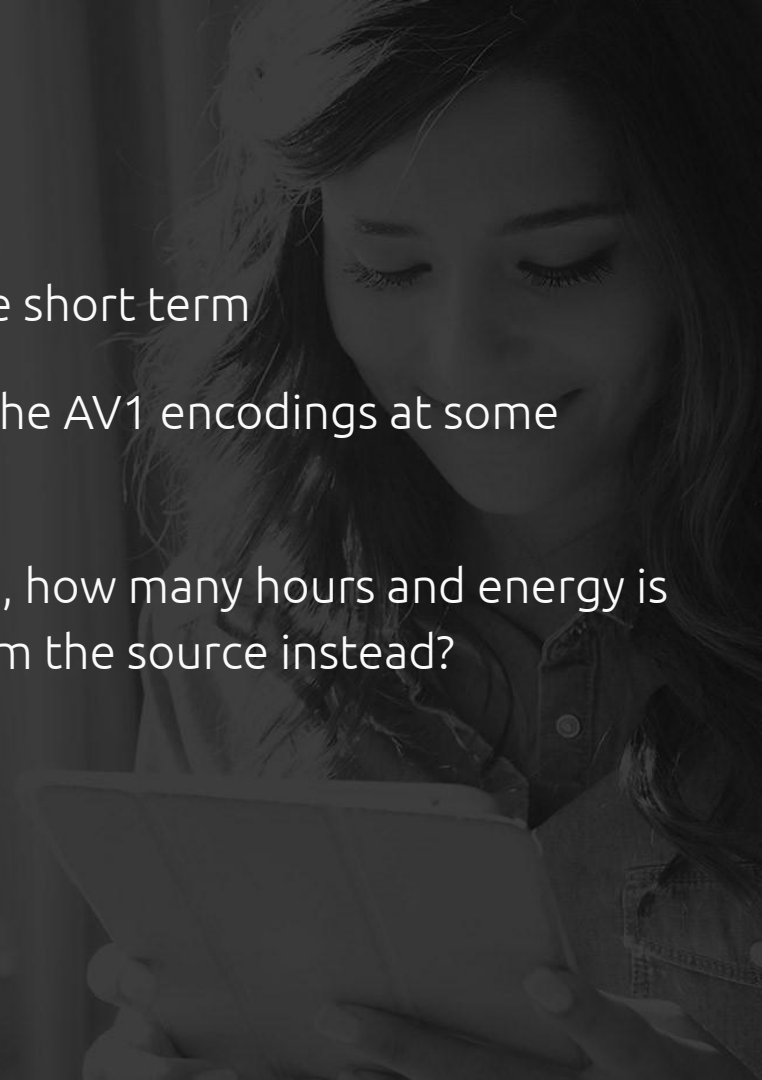 e short term
he AV1 encodings at some
, how many hours and energy is
m the source instead?